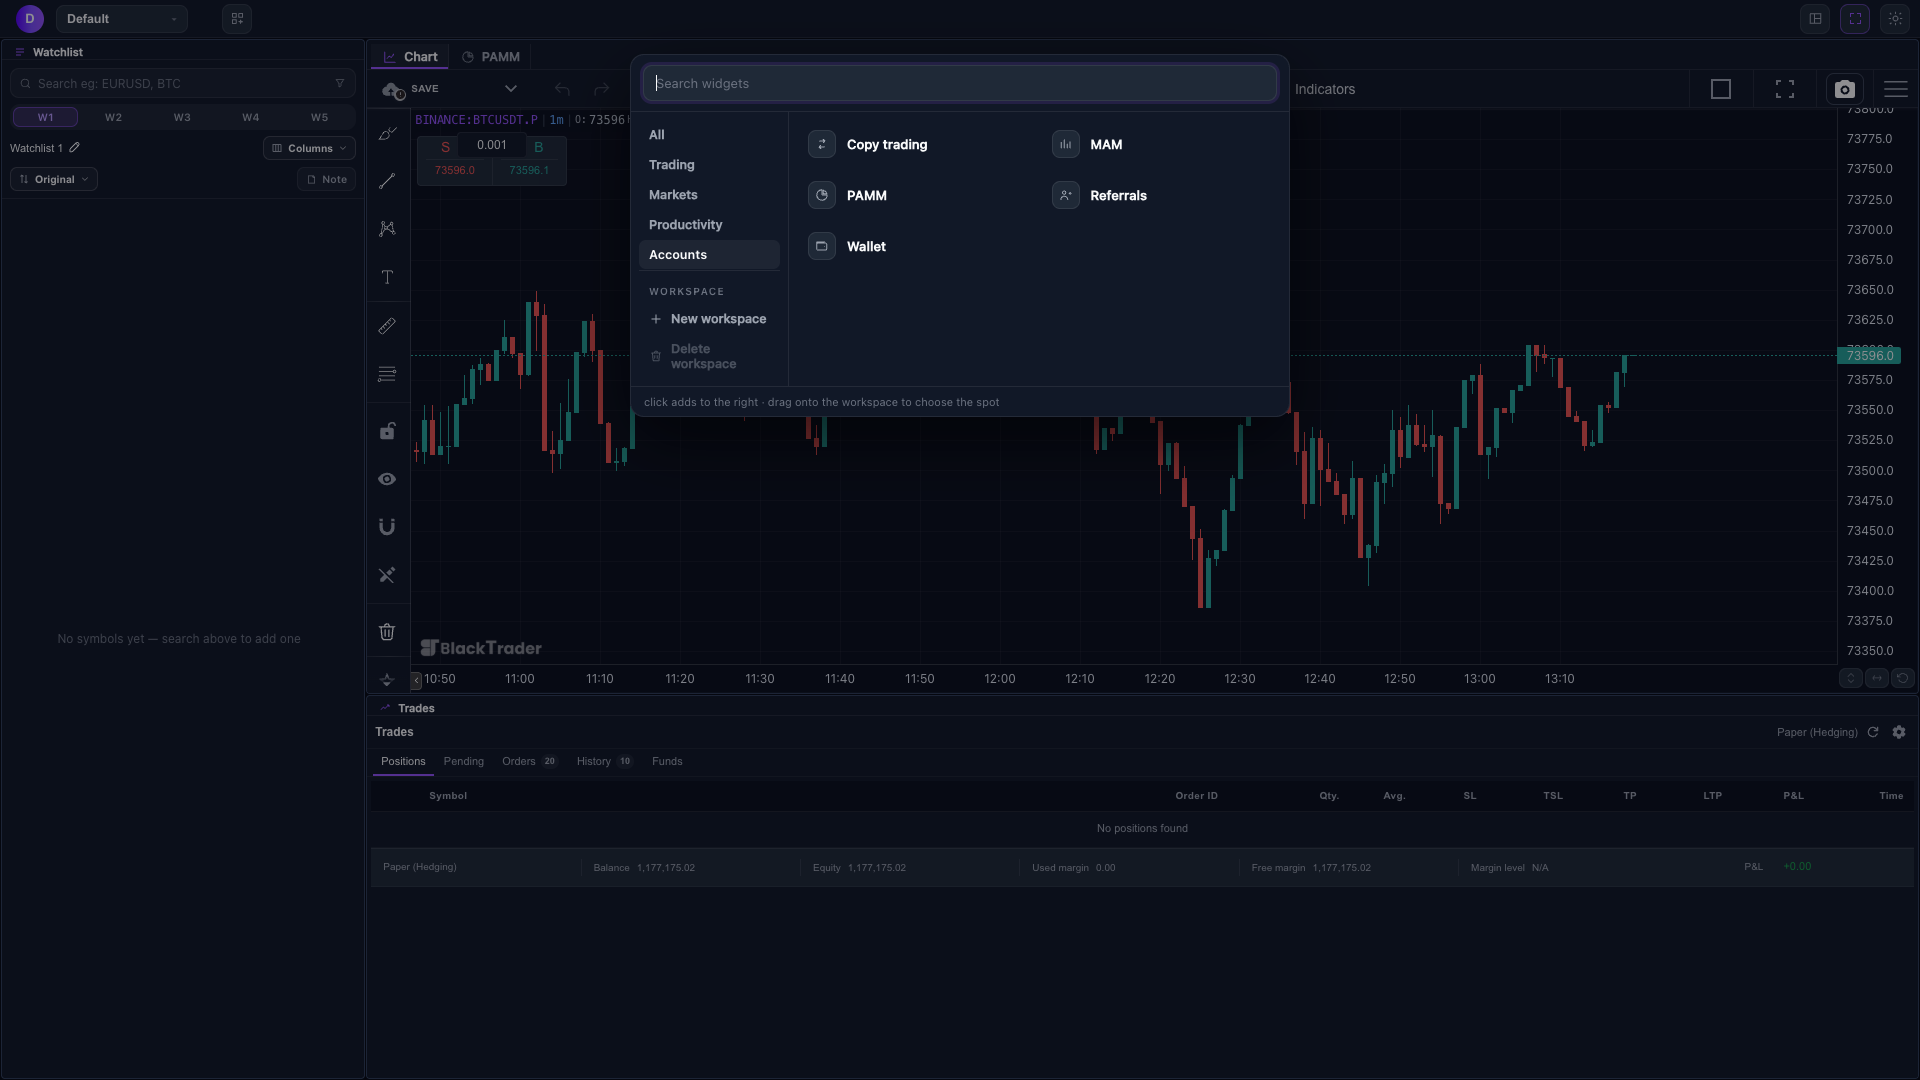 D
Default
Watchlist
Search eg: EURUSD, BTC
W1 W2 W3 W4 W5
Watchlist 1
Columns
Original
Note
No symbols yet — search above to add one
Chart
PAMM
SAVE
Indicators
BINANCE:BTCUSDT.P 1m O: 73596
S 0.001 B
73596.0 73596.1
Search widgets
All
Trading
Markets
Productivity
Accounts
WORKSPACE
New workspace
Delete
workspace
Copy trading
MAM
PAMM
Referrals
Wallet
click adds to the right · drag onto the workspace to choose the spot
73800.0
73775.0
73750.0
73725.0
73700.0
73675.0
73650.0
73625.0
73596.0
73575.0
73550.0
73525.0
73500.0
73475.0
73450.0
73425.0
73400.0
73375.0
73350.0
BlackTrader
10:50 11:00 11:10 11:20 11:30 11:40 11:50 12:00 12:10 12:20 12:30 12:40 12:50 13:00 13:10
Trades
Trades
Paper (Hedging)
Positions Pending Orders 20 History 10 Funds
Symbol Order ID Qty. Avg. SL TSL TP LTP P&L Time
No positions found
Paper (Hedging) Balance 1,177,175.02 Equity 1,177,175.02 Used margin 0.00 Free margin 1,177,175.02 Margin level N/A P&L +0.00